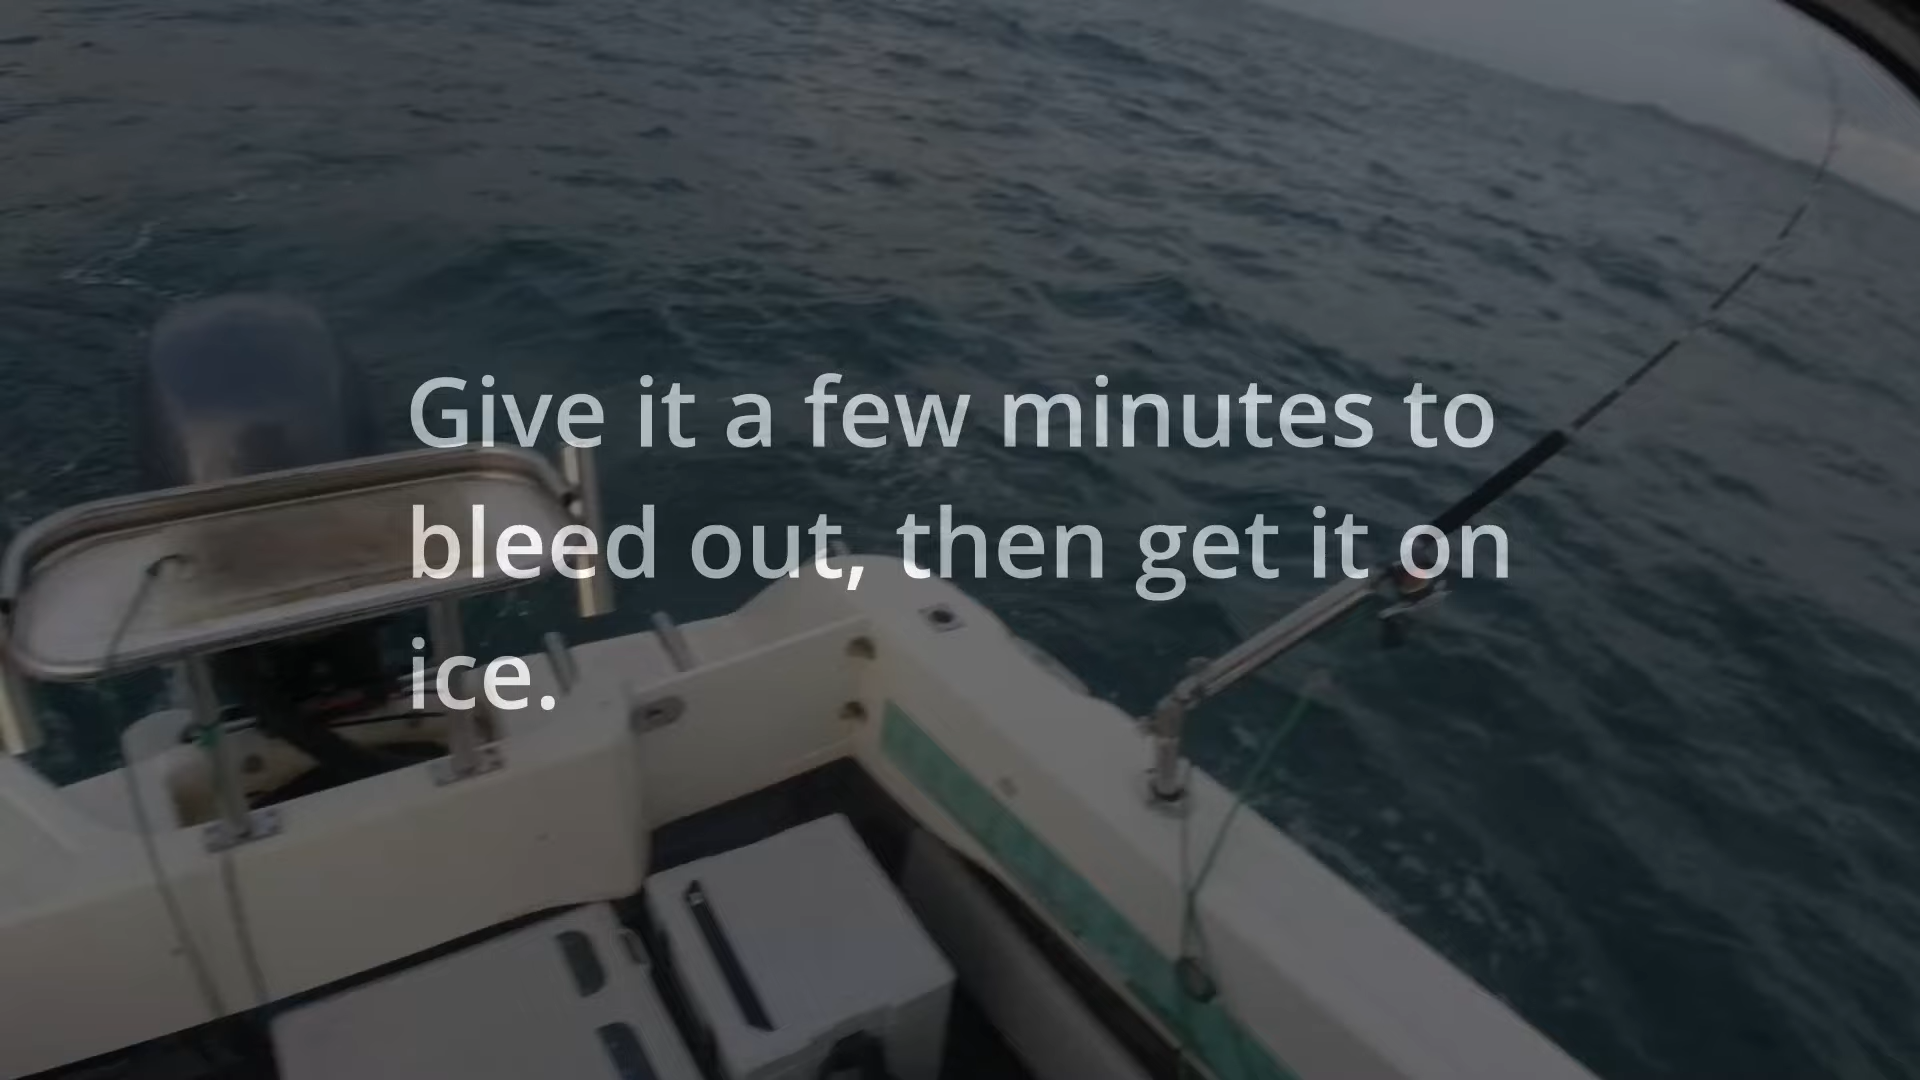 Give it a few minutes to
bleed out, then get it on
ice.